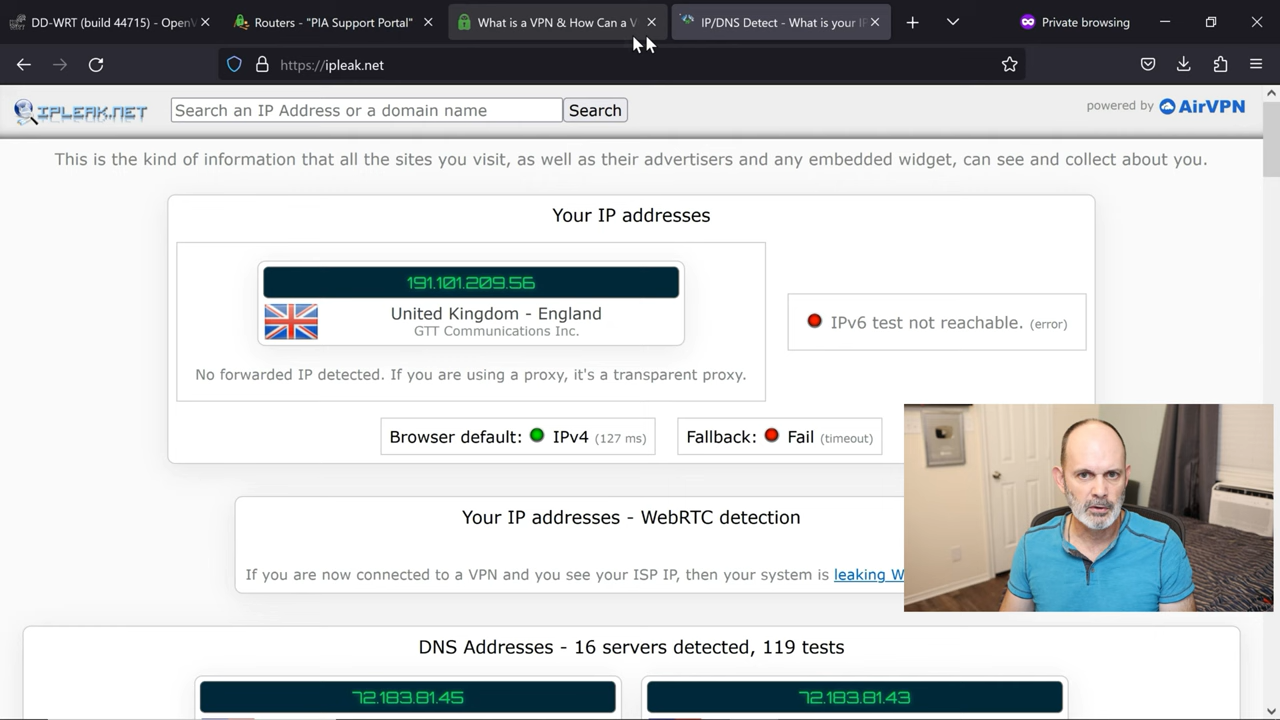 DD-WRT (build 44715) - OpenV
Routers - "PIA Support Portal"
What is a VPN & How Can a V
IP/DNS Detect - What is your IP
Private browsing
https://ipleak.net
IPLEAK.NET
Search an IP Address or a domain name
Search
powered by AirVPN
This is the kind of information that all the sites you visit, as well as their advertisers and any embedded widget, can see and collect about you.
Your IP addresses
191.101.209.56
United Kingdom - England
GTT Communications Inc.
No forwarded IP detected. If you are using a proxy, it's a transparent proxy.
IPv6 test not reachable. (error)
Browser default: IPv4 (127 ms)
Fallback: Fail (timeout)
Your IP addresses - WebRTC detection
If you are now connected to a VPN and you see your ISP IP, then your system is leaking W
DNS Addresses - 16 servers detected, 119 tests
72.183.81.45
72.183.81.43